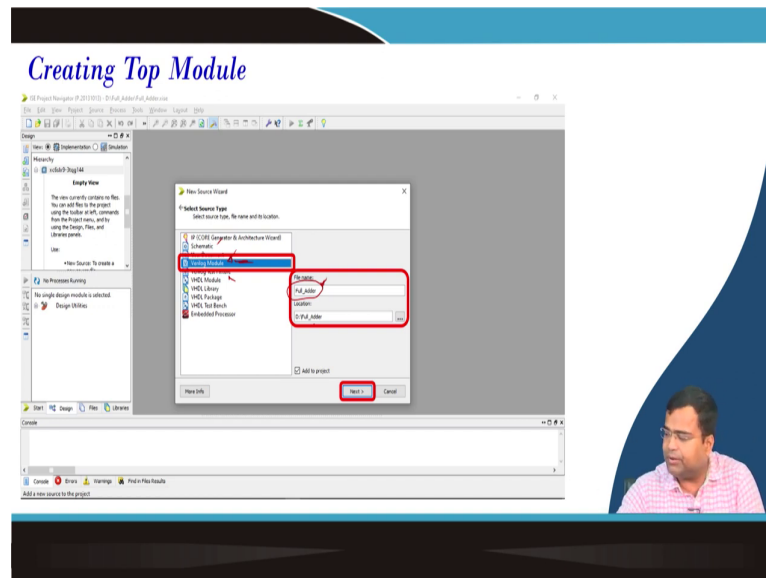 Creating Top Module
ISE Project Navigator (P.20131013) - D:\Full_Adder\Full_Adder.xise
File Edit View Project Source Process Tools Window Layout Help
Design
View: Implementation Simulation
Hierarchy
Empty View
The view currently contains no files.
You can add files to the project
using the toolbar at left, commands
from the Project menu, and by
using the Design, Files, and
Libraries panels.
Use:
•New Source: To create a
No Processes Running
No single design module is selected.
Design Utilities
Start Design Files Libraries
New Source Wizard
Select Source Type
Select source type, file name and its location.
IP (CORE Generator & Architecture Wizard)
Schematic
Verilog Module
VHDL Module
VHDL Library
VHDL Package
VHDL Test Bench
Embedded Processor
File name:
Full_Adder
Location:
D:\Full_Adder
...
Add to project
More Info
Next >
Cancel
Console
Console Errors Warnings Find in Files Results
Add a new source to the project